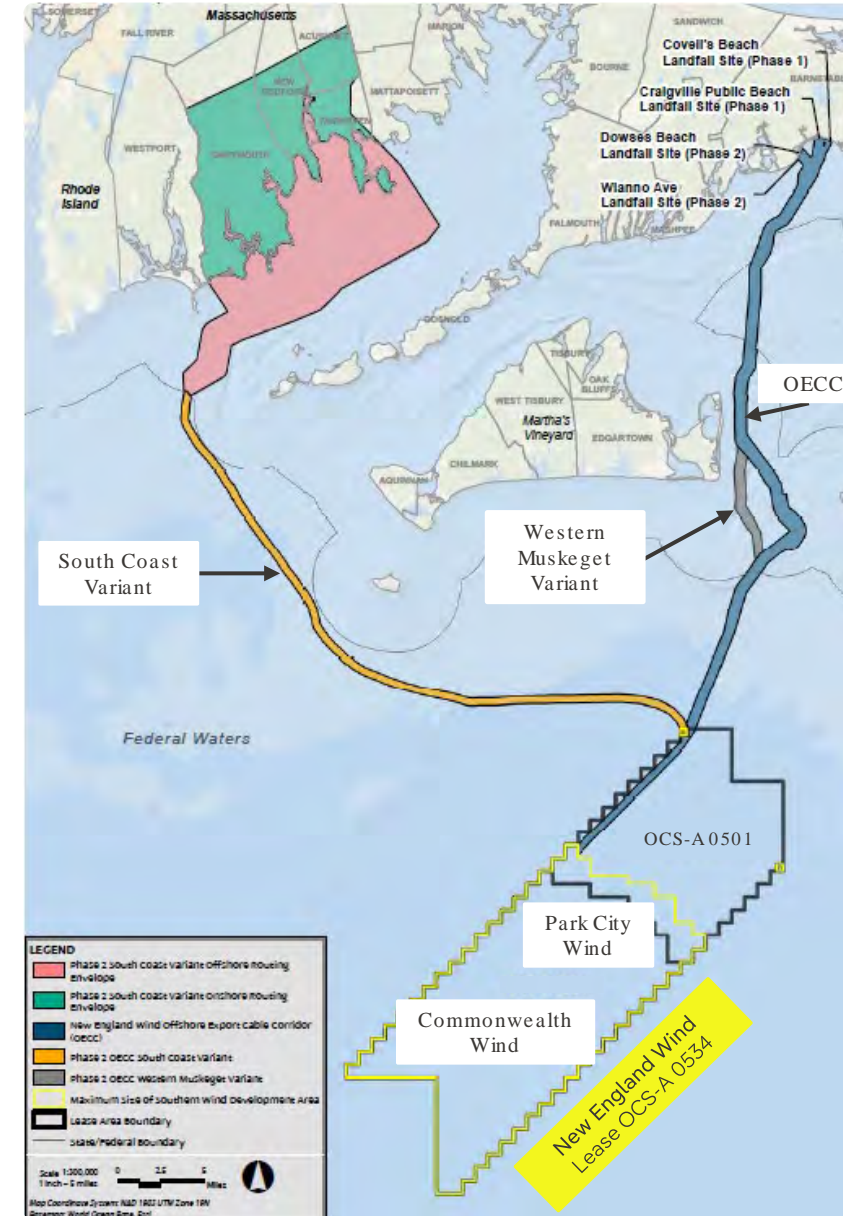 Massachusetts
SOMERSET
FALL RIVER
ACUSHNET
MARION
SANDWICH
Covell's Beach
Landfall Site (Phase 1)
BOURNE
NEW
BEDFORD
MATTAPOISETT
Craigville Public Beach
Landfall Site (Phase 1)
FAIRHAVEN
Dowses Beach
Landfall Site (Phase 2)
WESTPORT
DARTMOUTH
Rhode
Island
Wianno Ave
Landfall Site (Phase 2)
FALMOUTH
MASHPEE
GOSNOLD
TISBURY
OAK
BLUFFS
OECC
WEST TISBURY
Martha's
Vineyard
EDGARTOWN
CHILMARK
AQUINNAH
South Coast
Variant
Western
Muskeget
Variant
Federal Waters
OCS-A 0501
Park City
Wind
Commonwealth
Wind
New England Wind
Lease OCS-A 0534
LEGEND
Phase 2 South Coast Variant Offshore Routing
Envelope
Phase 2 South Coast Variant Onshore Routing
Envelope
New England Wind Offshore Export Cable Corridor
(OECC)
Phase 2 OECC South Coast Variant
Phase 2 OECC Western Muskeget Variant
Maximum Size of Southern Wind Development Area
Lease Area Boundary
State/Federal Boundary
Scale 1:300,000
1 inch = 5 miles
0 2.5 5
Miles
Map Coordinate System: NAD 1983 UTM Zone 19N